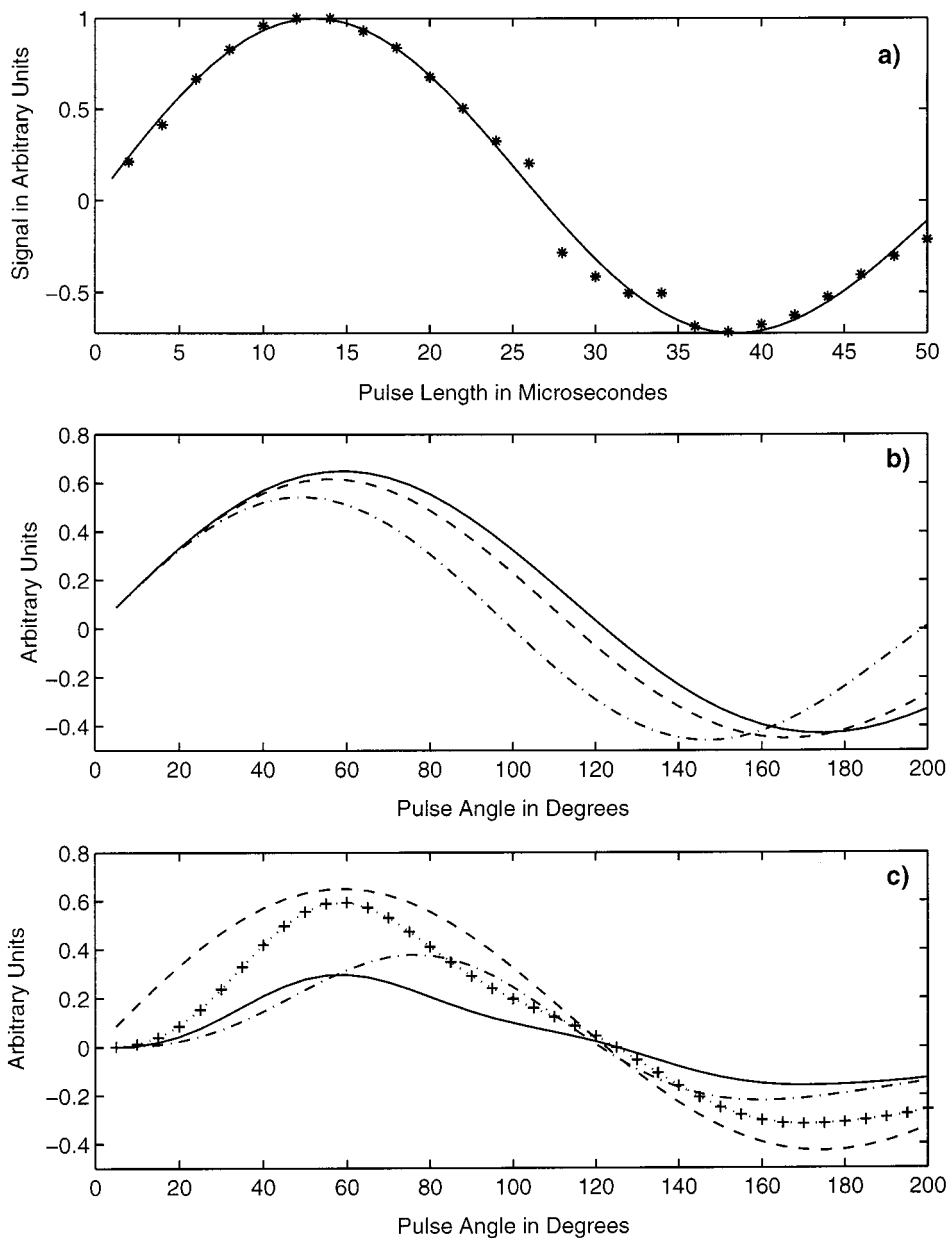 1
0.5
0
−0.5
Signal in Arbitrary Units
a)
0 5 10 15 20 25 30 35 40 45 50
Pulse Length in Microsecondes
0.8
0.6
0.4
0.2
0
−0.2
−0.4
Arbitrary Units
b)
0 20 40 60 80 100 120 140 160 180 200
Pulse Angle in Degrees
0.8
0.6
0.4
0.2
0
−0.2
−0.4
Arbitrary Units
c)
0 20 40 60 80 100 120 140 160 180 200
Pulse Angle in Degrees